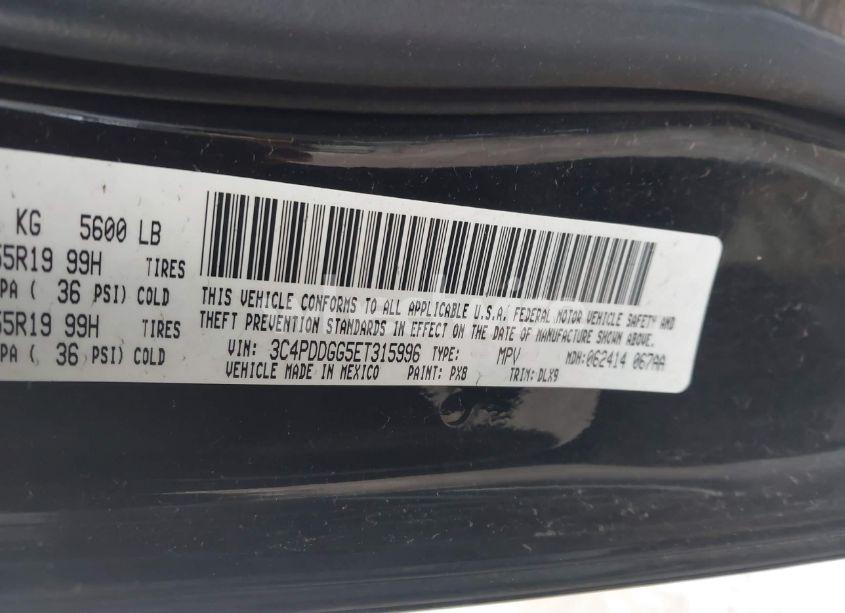 KG 5600 LB
55R19 99H TIRES
PA ( 36 PSI) COLD
55R19 99H TIRES
PA ( 36 PSI) COLD
THIS VEHICLE CONFORMS TO ALL APPLICABLE U.S.A. FEDERAL MOTOR VEHICLE SAFETY AND
THEFT PREVENTION STANDARDS IN EFFECT ON THE DATE OF MANUFACTURE SHOWN ABOVE.
VIN: 3C4PDDGG5ET315996 TYPE: MPV MDH:062414 067AA
VEHICLE MADE IN MEXICO PAINT: PX8 TRIM: DLX9